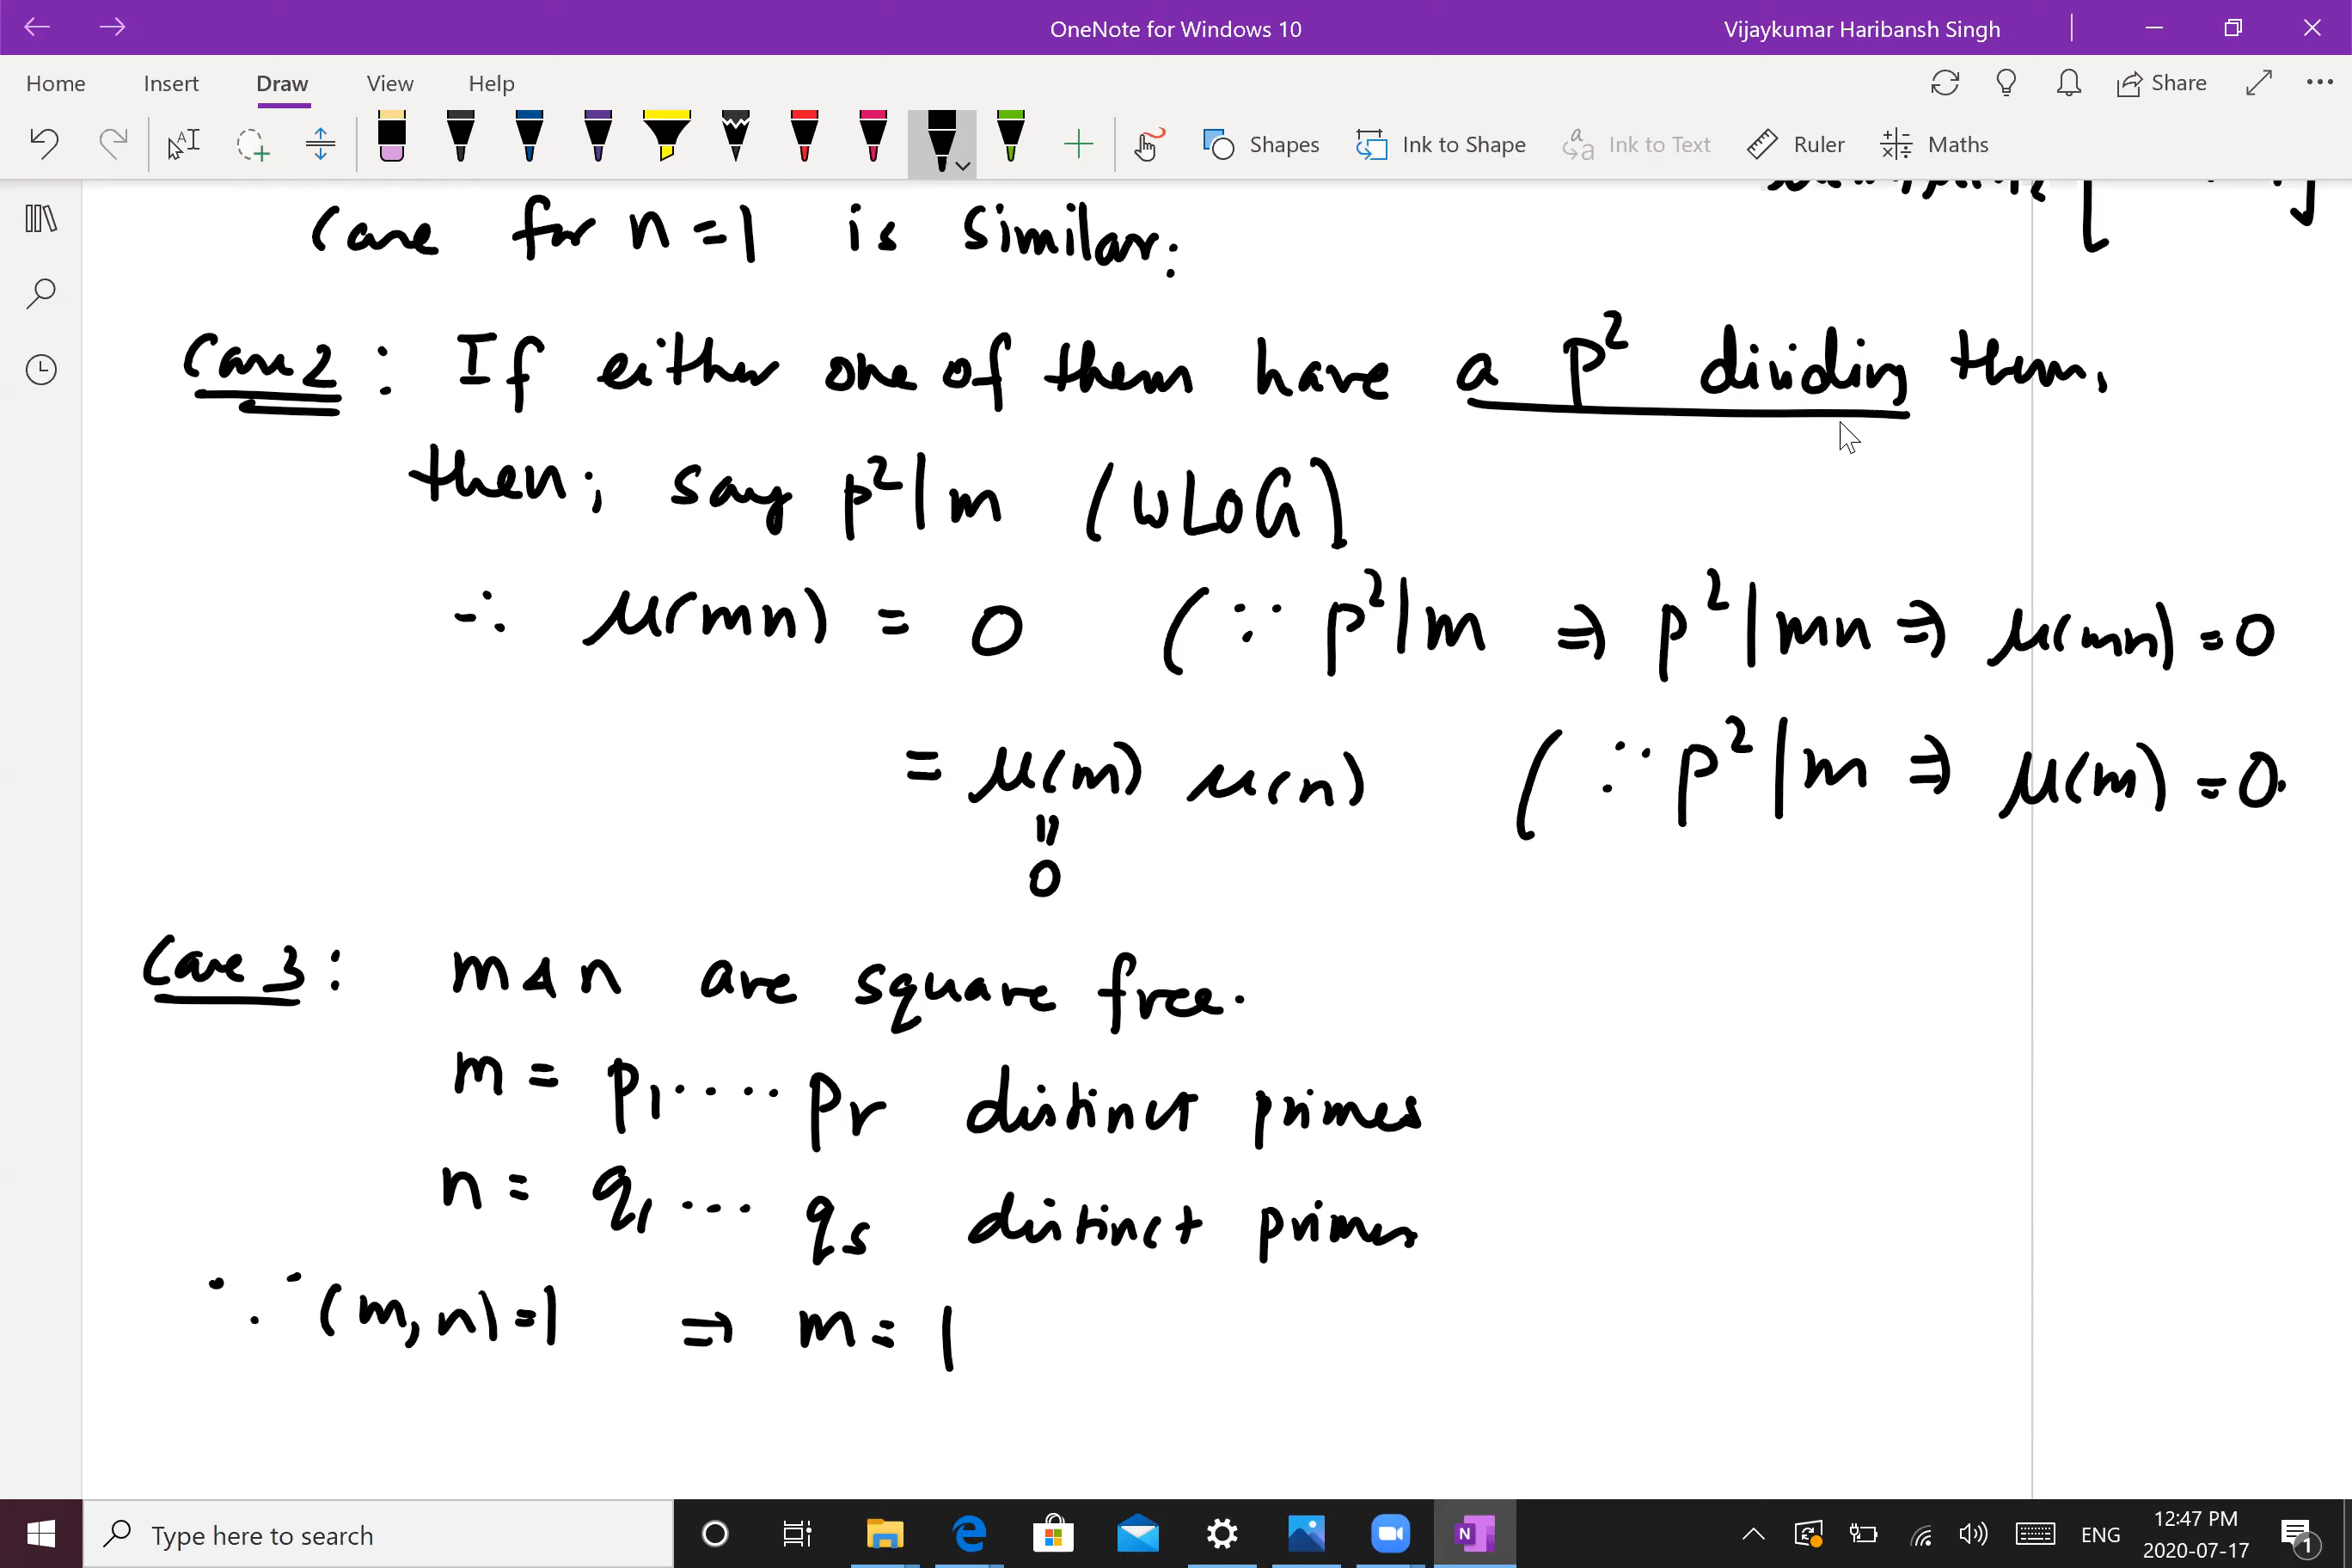 OneNote for Windows 10
Vijaykumar Haribansh Singh
Home Insert Draw View Help
Share
Shapes Ink to Shape Ink to Text Ruler Maths
Case for n=1 is similar.
Case 2 : If either one of them have a p² dividing them,
then; say p²|m (WLOG)
∴ μ(mn) = 0 (∵ p²|m ⇒ p²|mn ⇒ μ(mn) = 0
= μ(m) μ(n) (∵ p²|m ⇒ μ(m) = 0.
=
0
Case 3 : m & n are square free.
m = p₁ .... pᵣ distinct primes
n = q₁ ... qₛ distinct primes
∵ (m,n)=1 ⇒ m = 1
Type here to search
ENG
12:47 PM
2020-07-17
1